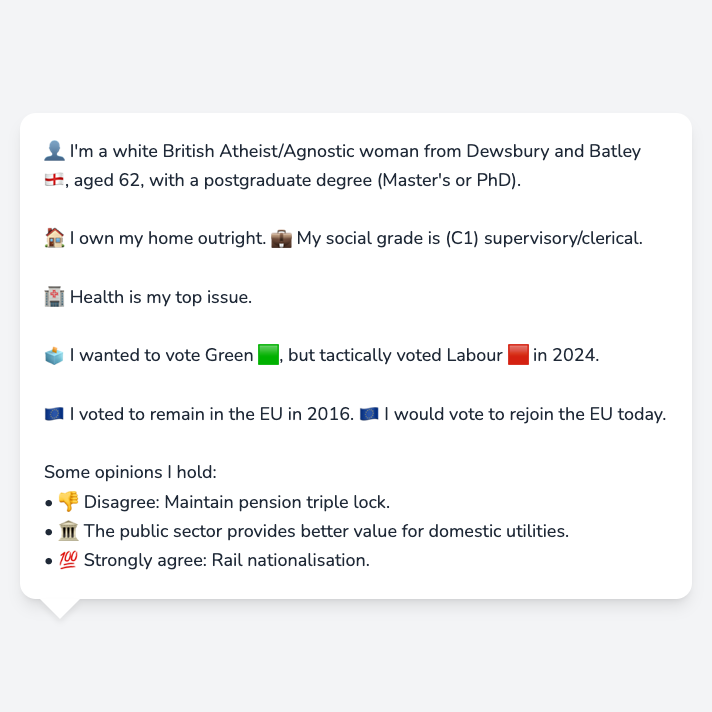 👤 I'm a white British Atheist/Agnostic woman from Dewsbury and Batley
🏴󠁧󠁢󠁥󠁮󠁧󠁿, aged 62, with a postgraduate degree (Master's or PhD).
🏠 I own my home outright. 💼 My social grade is (C1) supervisory/clerical.
🏥 Health is my top issue.
🗳️ I wanted to vote Green 🟩, but tactically voted Labour 🟥 in 2024.
🇪🇺 I voted to remain in the EU in 2016. 🇪🇺 I would vote to rejoin the EU today.
Some opinions I hold:
• 👎 Disagree: Maintain pension triple lock.
• 🏛️ The public sector provides better value for domestic utilities.
• 💯 Strongly agree: Rail nationalisation.